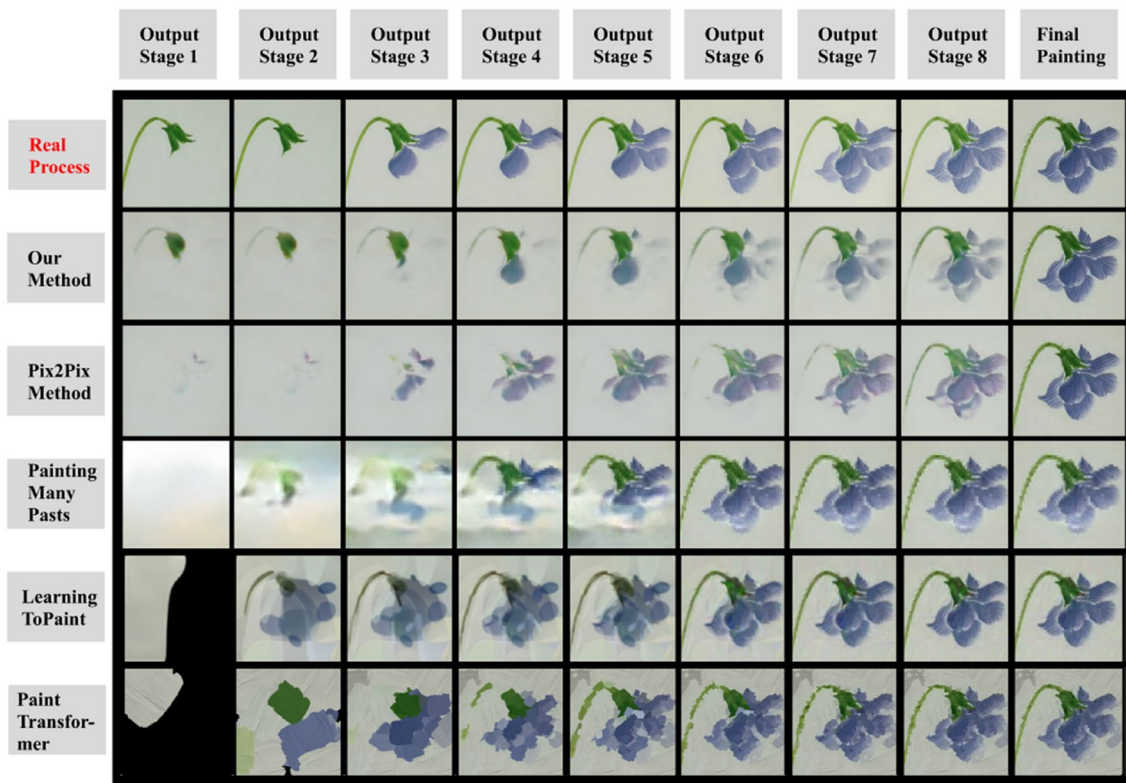 Output
Stage 1
Output
Stage 2
Output
Stage 3
Output
Stage 4
Output
Stage 5
Output
Stage 6
Output
Stage 7
Output
Stage 8
Final
Painting
Real
Process
Our
Method
Pix2Pix
Method
Painting
Many
Pasts
Learning
ToPaint
Paint
Transfor-
mer